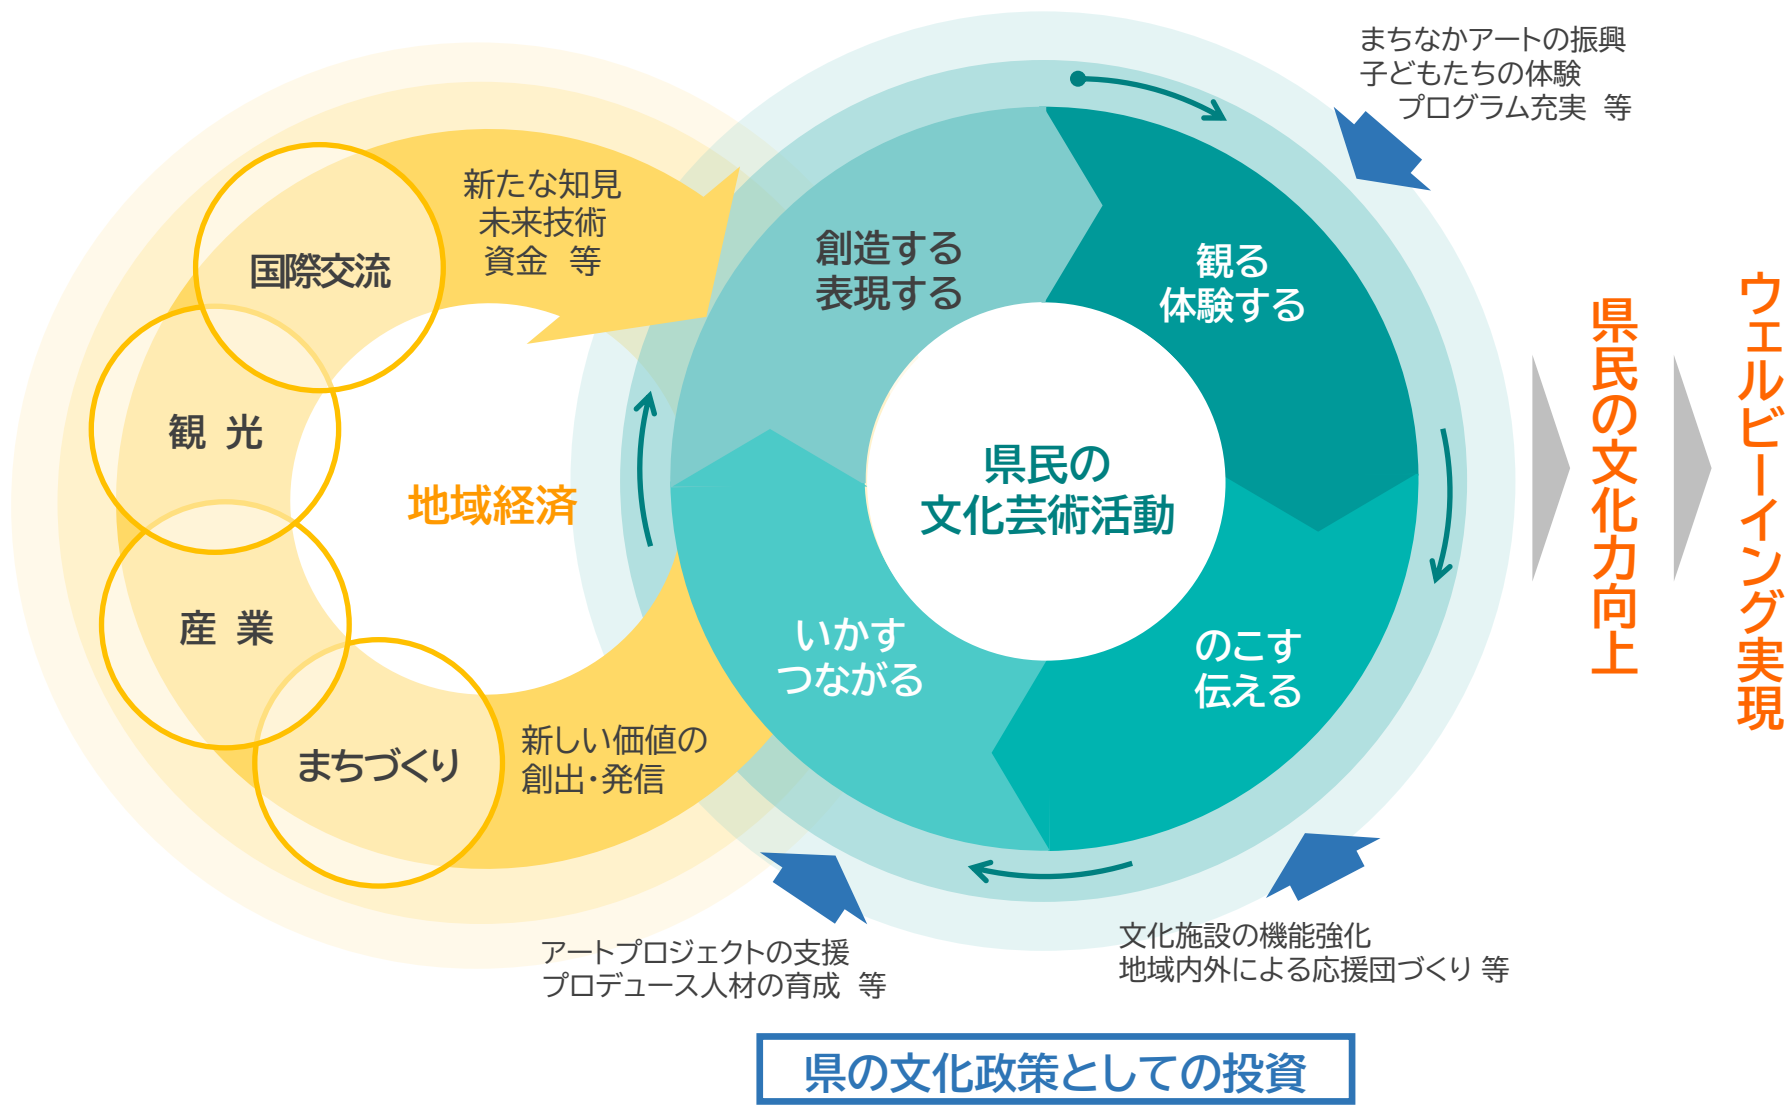 まちなかアートの振興
子どもたちの体験
プログラム充実 等
新たな知見
未来技術
資金 等
国際交流
観 光
産 業
まちづくり
地域経済
新しい価値の
創出・発信
創造する
表現する
観る
体験する
県民の
文化芸術活動
いかす
つながる
のこす
伝える
県民の文化力向上
ウェルビーイング実現
アートプロジェクトの支援
プロデュース人材の育成 等
文化施設の機能強化
地域内外による応援団づくり 等
県の文化政策としての投資